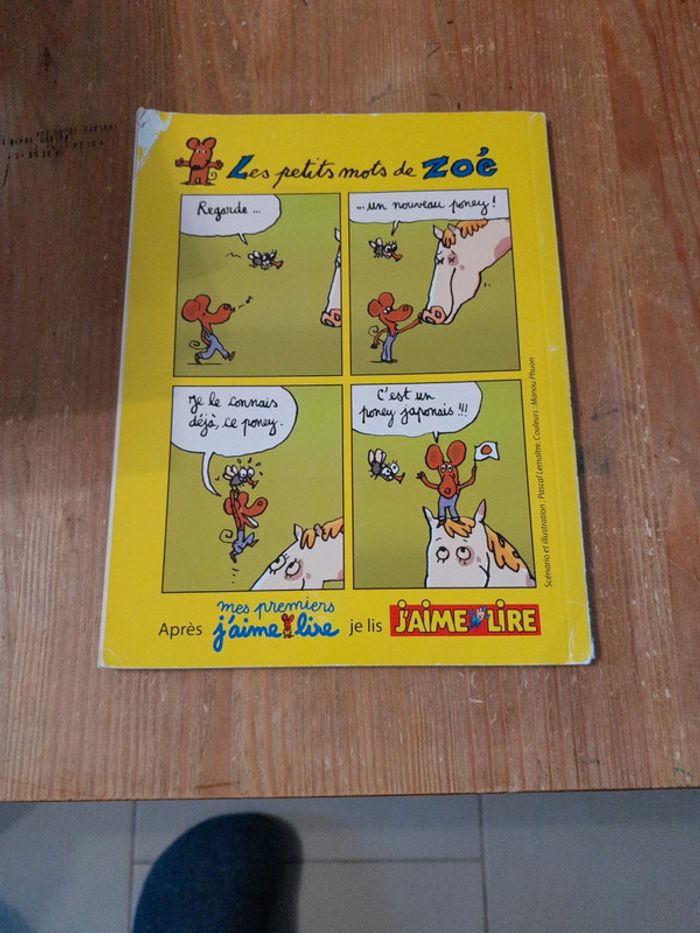 Les petits mots de Zoé
Regarde...
...un nouveau poney!
Je le connais
déjà, ce poney.
C'est un
poney japonais!!!
Scénario et illustration : Pascal Lemaître. Couleurs : Manou Phuon
Après mes premiers j'aime lire je lis J'AIME LIRE